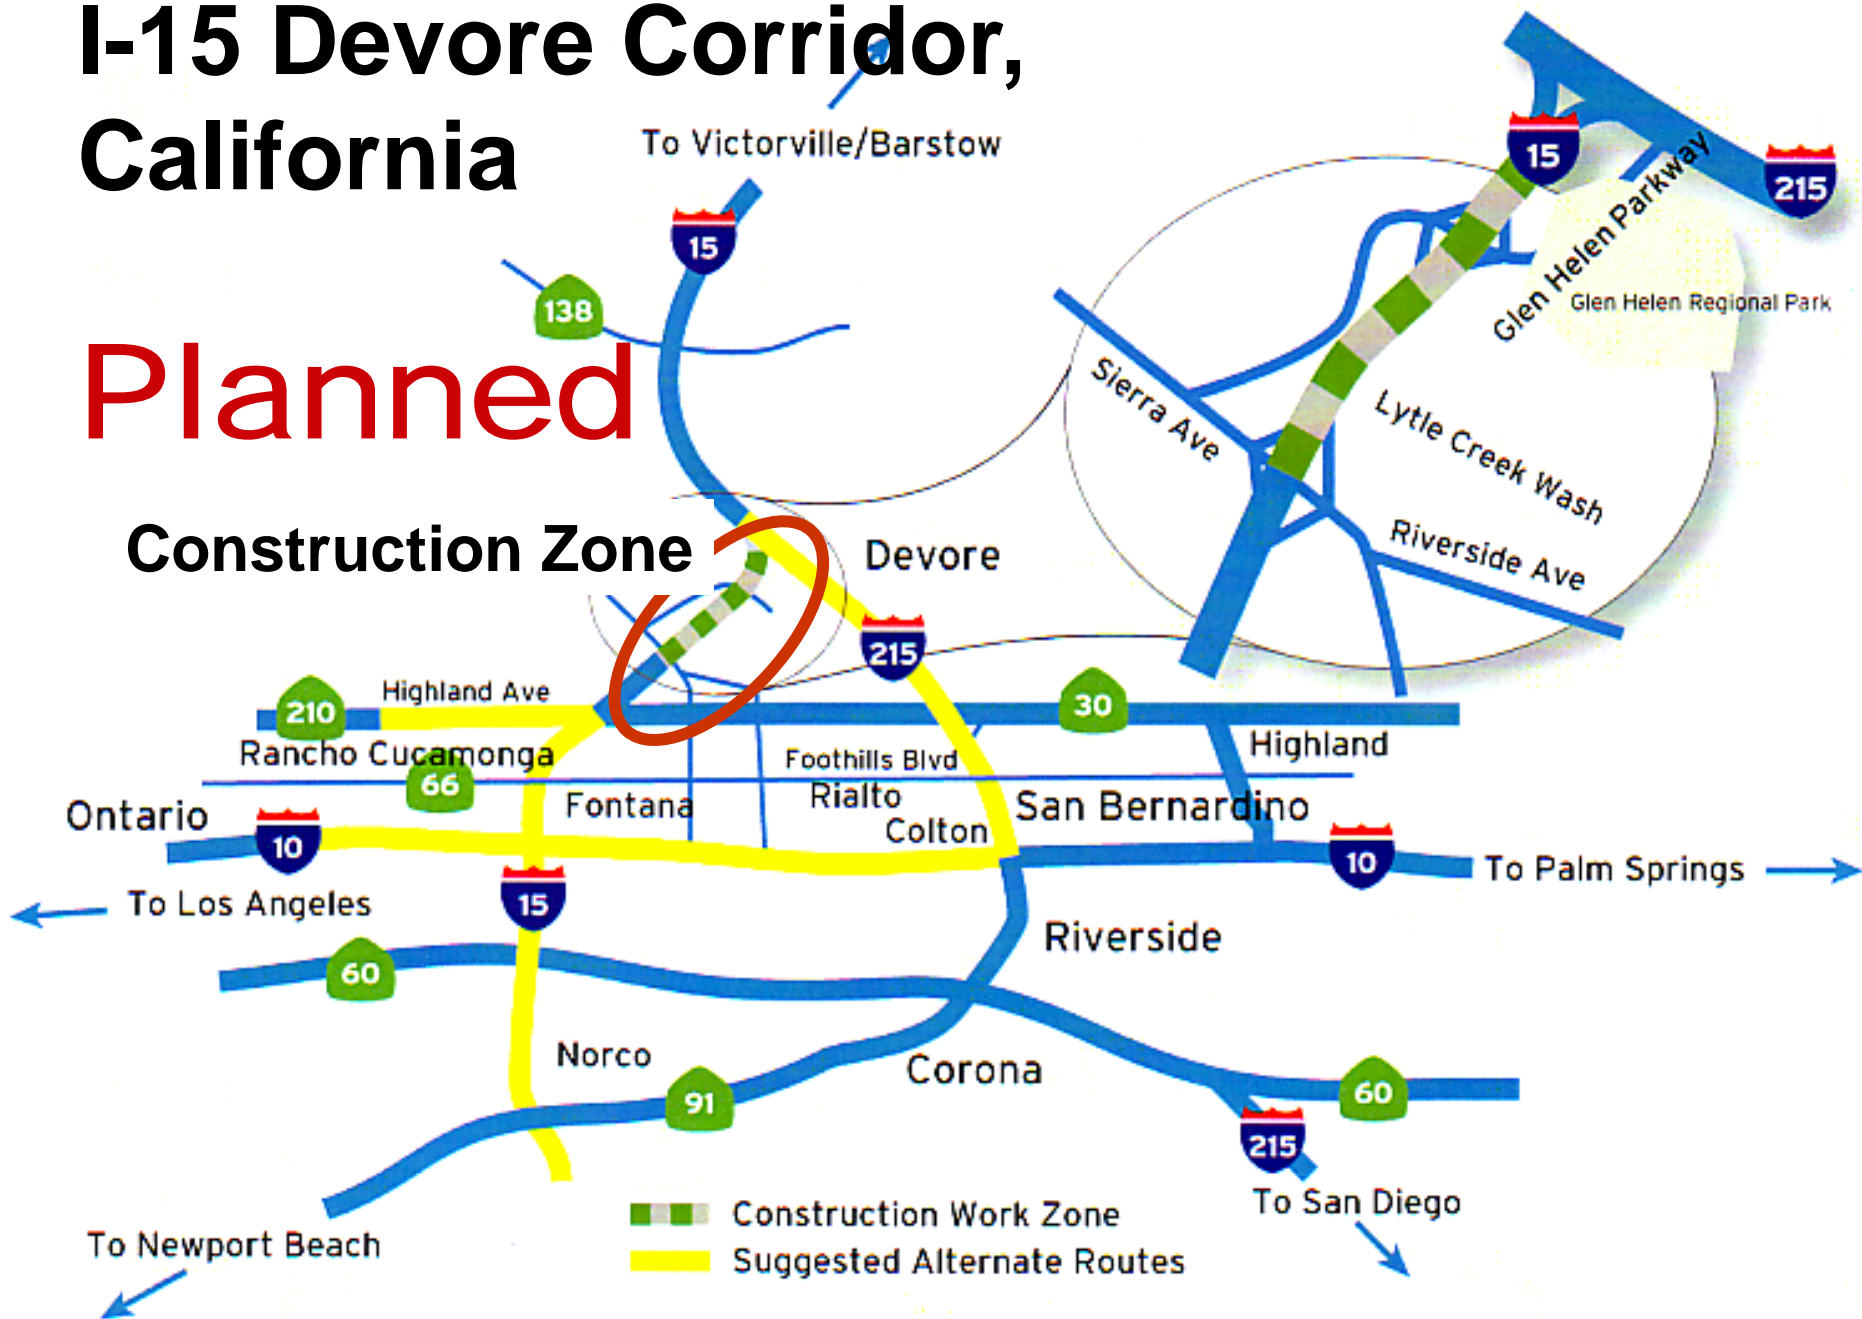 I-15 Devore Corridor,
California
To Victorville/Barstow
15
138
Planned
Construction Zone
Devore
215
210
Highland Ave
30
Rancho Cucamonga
66
Foothills Blvd
Highland
Ontario
Fontana
Rialto
Colton
San Bernardino
10
10
To Palm Springs
To Los Angeles
15
Riverside
60
Norco
Corona
91
60
215
To San Diego
To Newport Beach
Construction Work Zone
Suggested Alternate Routes
15
215
Glen Helen Parkway
Glen Helen Regional Park
Sierra Ave
Lytle Creek Wash
Riverside Ave